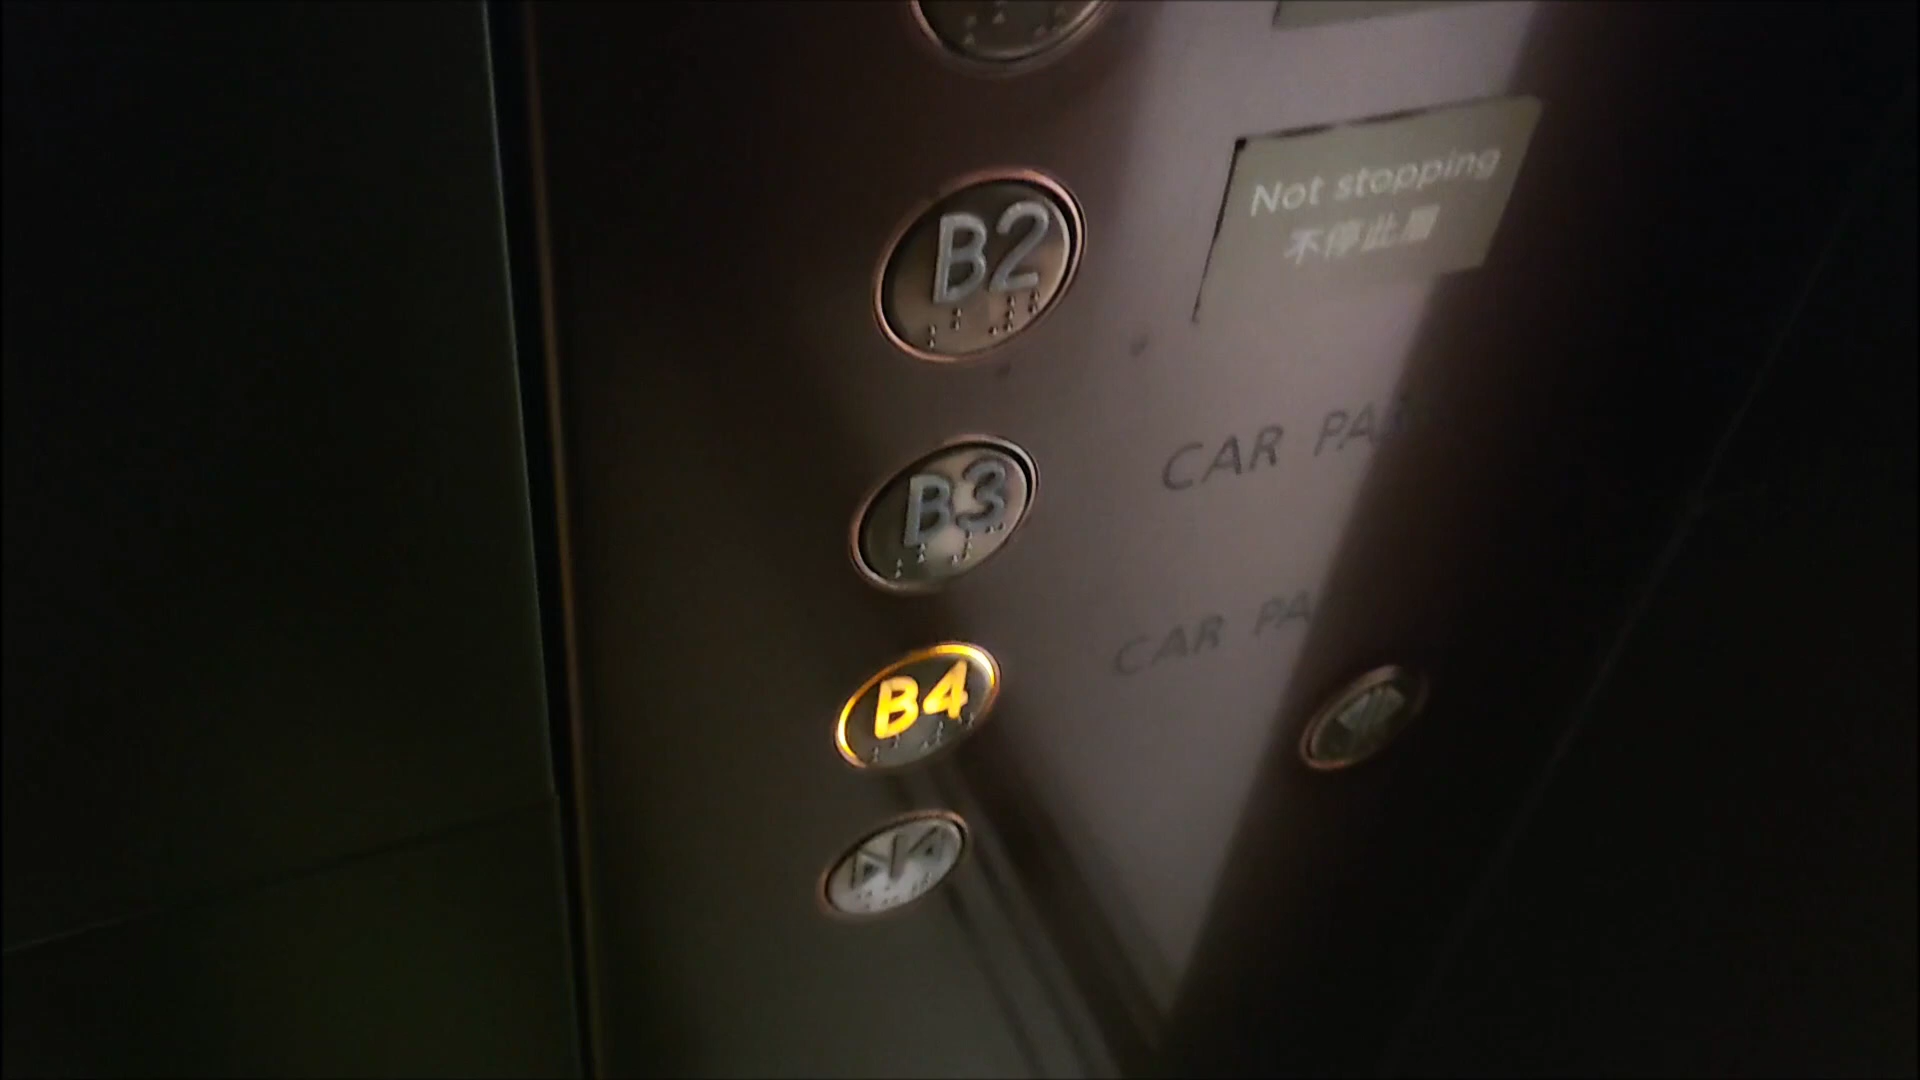 B2
Not stopping
不停此層
B3
CAR
B4
CAR